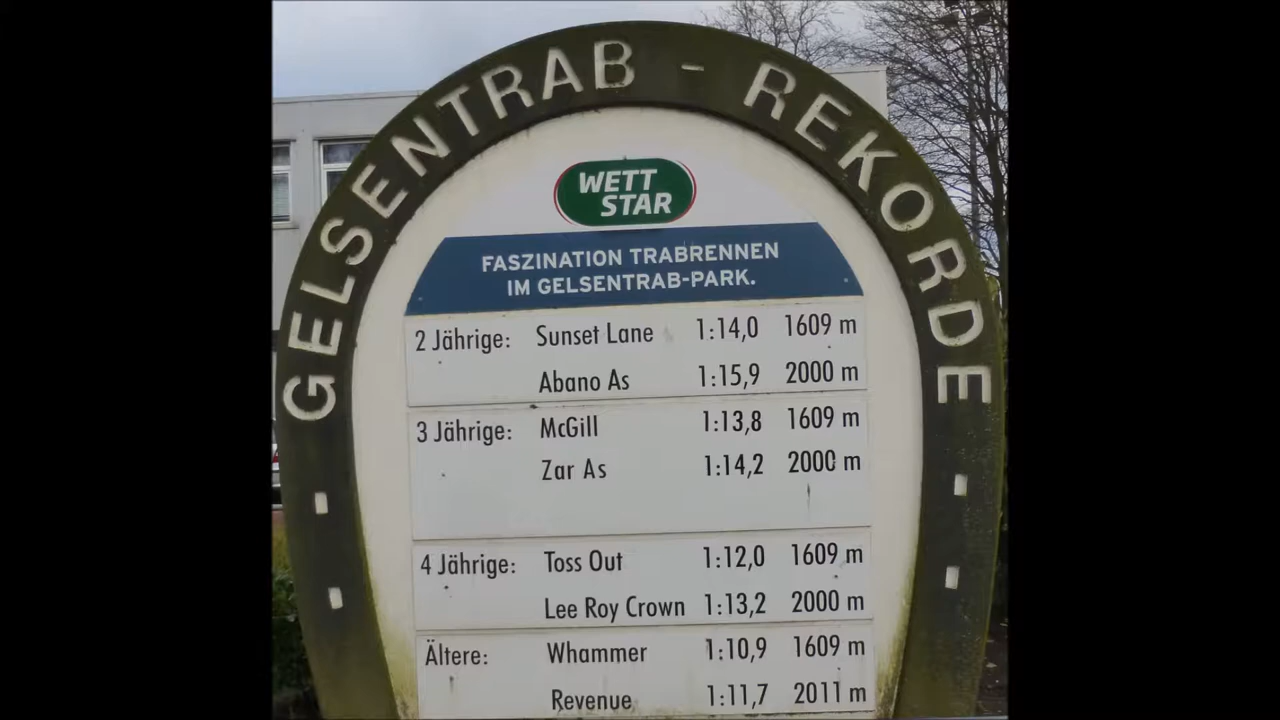 GELSENTRAB - REKORDE
WETT
STAR
FASZINATION TRABRENNEN
IM GELSENTRAB-PARK.
2 Jährige: Sunset Lane 1:14,0 1609 m
Abano As 1:15,9 2000 m
3 Jährige: McGill 1:13,8 1609 m
Zar As 1:14,2 2000 m
4 Jährige: Toss Out 1:12,0 1609 m
Lee Roy Crown 1:13,2 2000 m
Ältere: Whammer 1:10,9 1609 m
Revenue 1:11,7 2011 m